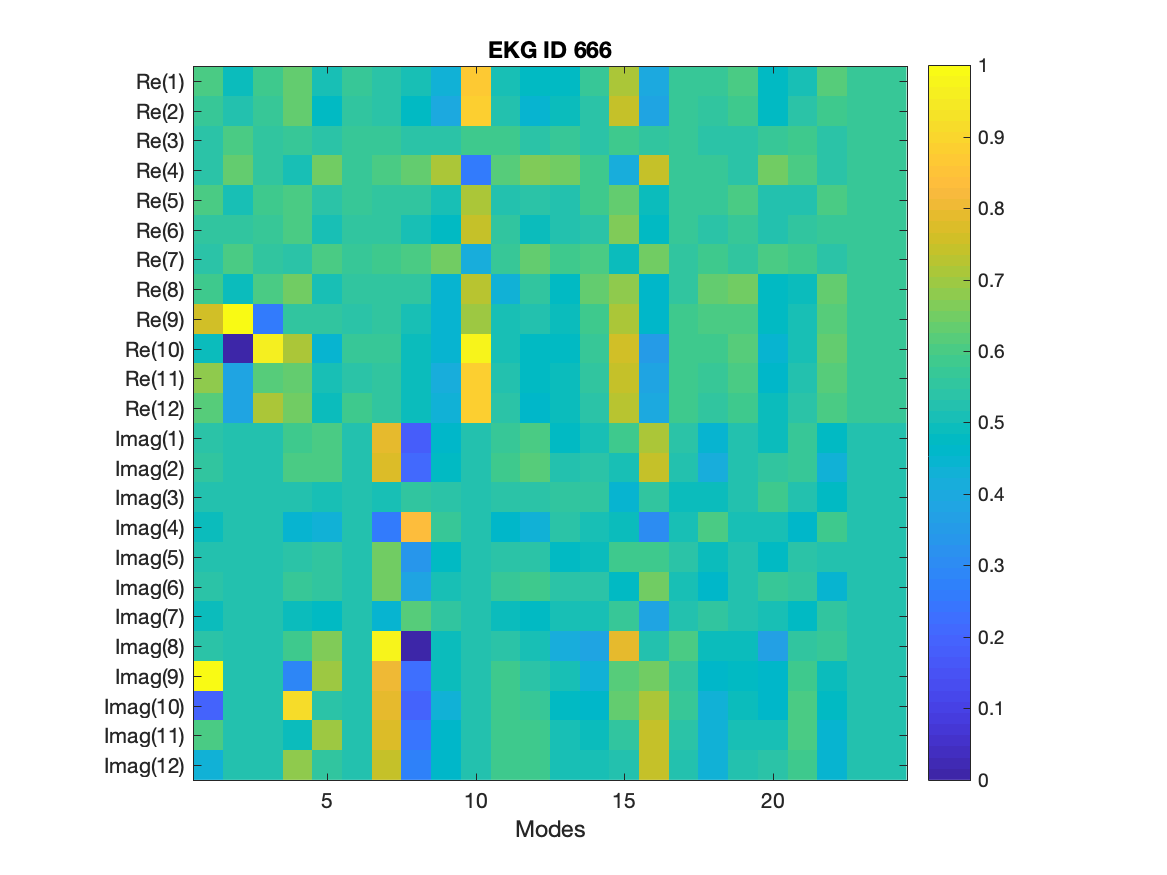 EKG ID 666
Re(1)
Re(2)
Re(3)
Re(4)
Re(5)
Re(6)
Re(7)
Re(8)
Re(9)
Re(10)
Re(11)
Re(12)
Imag(1)
Imag(2)
Imag(3)
Imag(4)
Imag(5)
Imag(6)
Imag(7)
Imag(8)
Imag(9)
Imag(10)
Imag(11)
Imag(12)
5 10 15 20
Modes
1
0.9
0.8
0.7
0.6
0.5
0.4
0.3
0.2
0.1
0